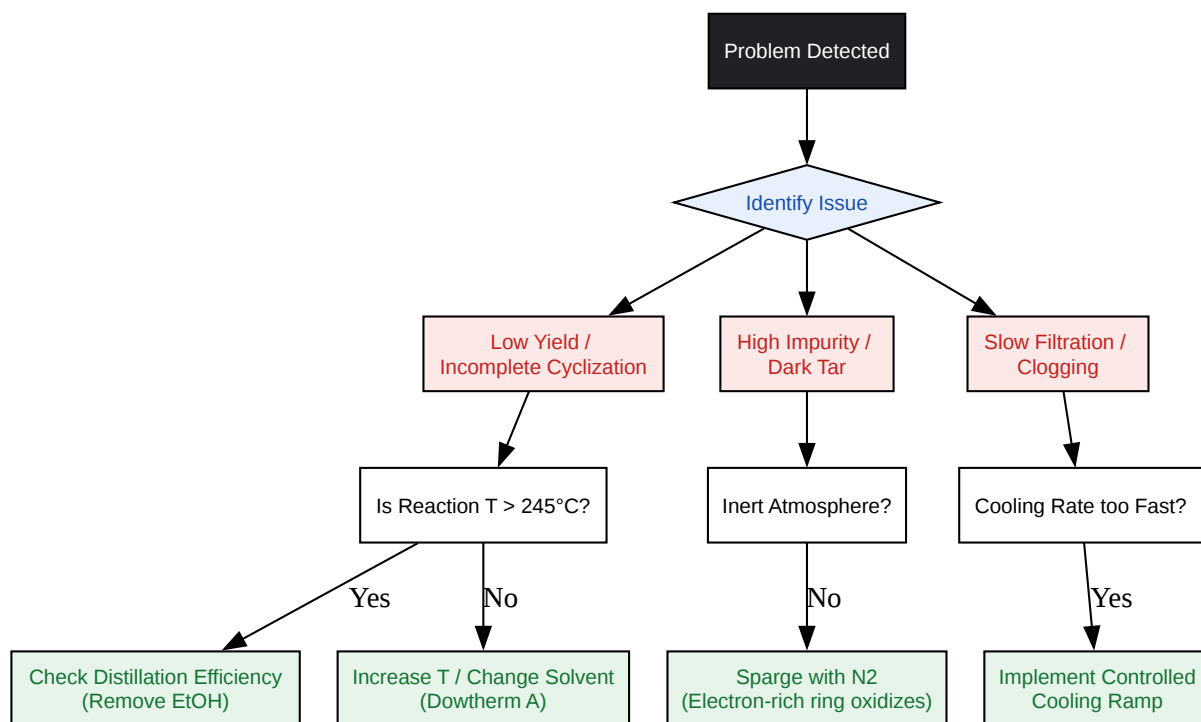 Problem Detected
Identify Issue
Low Yield /
Incomplete Cyclization
High Impurity /
Dark Tar
Slow Filtration /
Clogging
Is Reaction T > 245°C?
Inert Atmosphere?
Cooling Rate too Fast?
Yes
No
No
Yes
Check Distillation Efficiency
(Remove EtOH)
Increase T / Change Solvent
(Dowtherm A)
Sparge with N2
(Electron-rich ring oxidizes)
Implement Controlled
Cooling Ramp